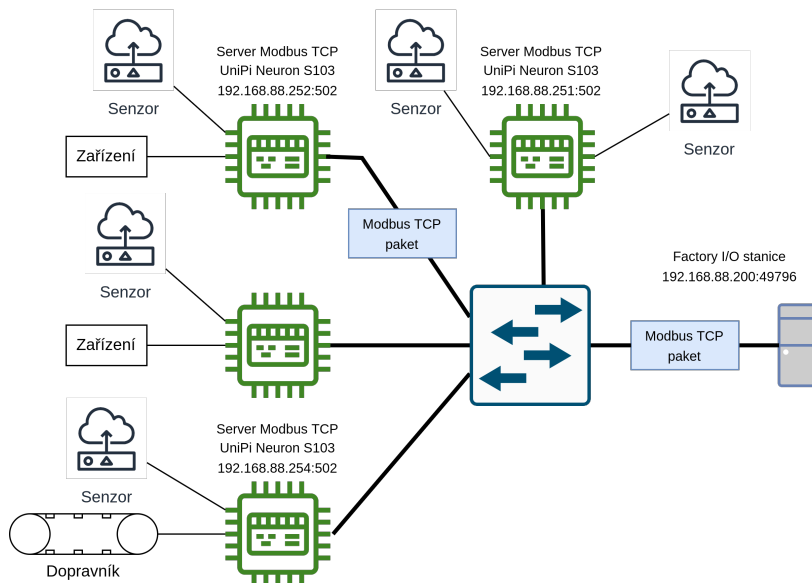 Server Modbus TCP
UniPi Neuron S103
192.168.88.252:502
Server Modbus TCP
UniPi Neuron S103
192.168.88.251:502
Senzor
Senzor
Senzor
Zařízení
Modbus TCP
paket
Factory I/O stanice
192.168.88.200:49796
Senzor
Zařízení
Modbus TCP
paket
Server Modbus TCP
UniPi Neuron S103
192.168.88.254:502
Senzor
Dopravník